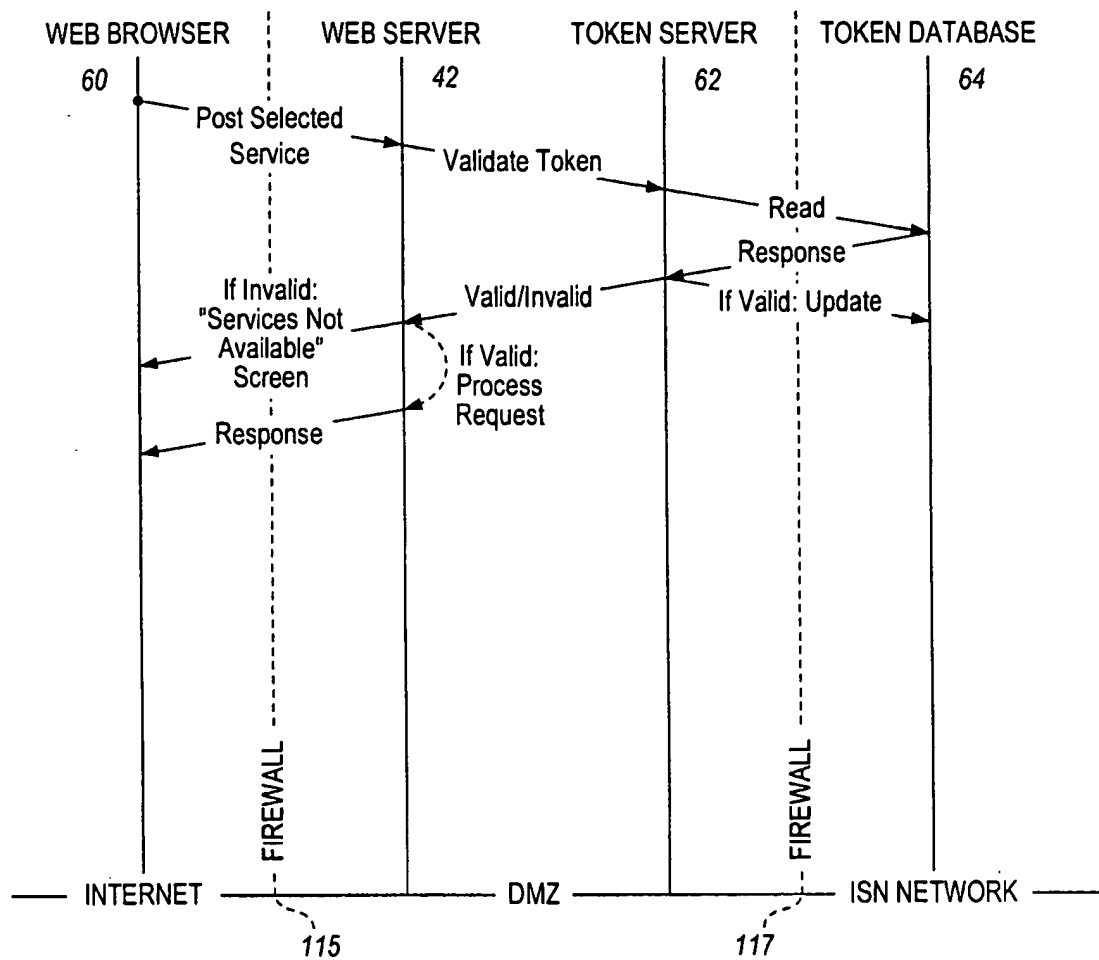 WEB BROWSER
WEB SERVER
TOKEN SERVER
TOKEN DATABASE
60
42
62
64
Post Selected
Service
Validate Token
Read
Response
If Invalid:
"Services Not
Available"
Screen
Valid/Invalid
If Valid: Update
If Valid:
Process
Request
Response
FIREWALL
FIREWALL
INTERNET
DMZ
ISN NETWORK
115
117